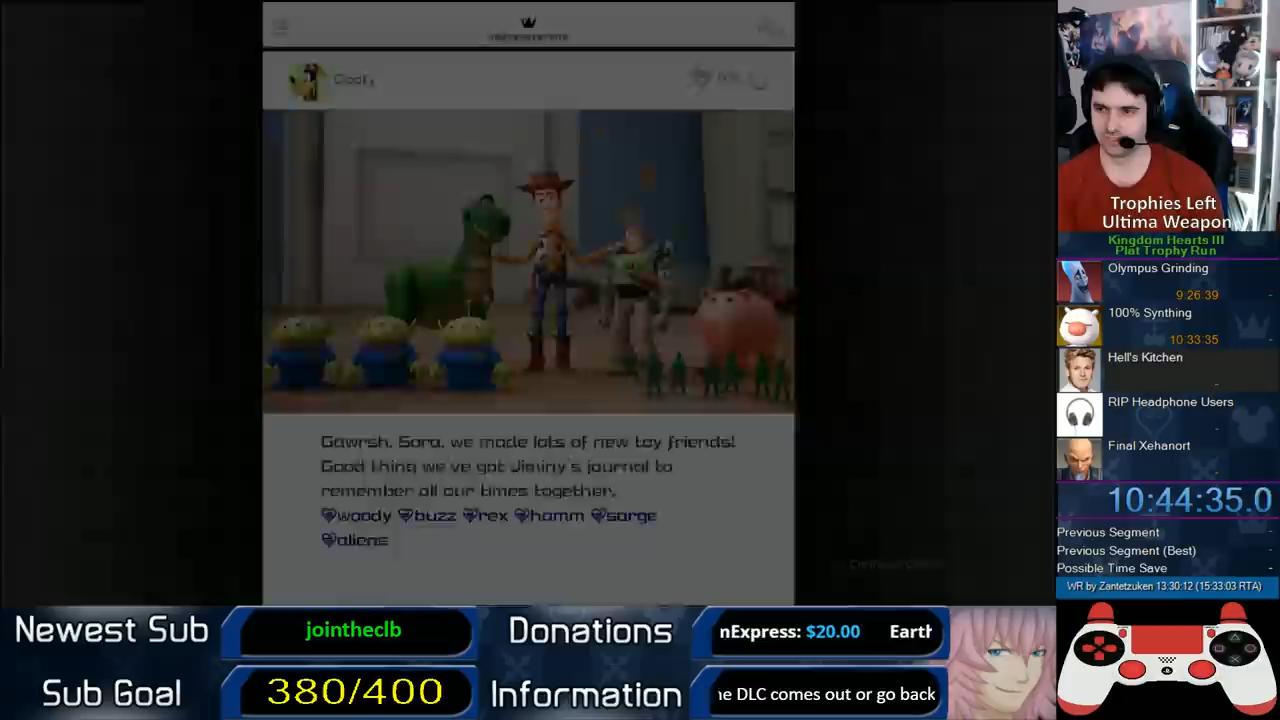 Goofy
Gawrsh, Sora, we made lots of new toy friends!
Good thing we've got Jiminy's journal to
remember all our times together.
woody buzz rex hamm sarge
aliens
Trophies Left
Ultima Weapon
Kingdom Hearts III
Plat Trophy Run
Olympus Grinding
9:26:39 -
100% Synthing
10:33:35 -
Hell's Kitchen
-
RIP Headphone Users
-
Final Xehanort
-
10:44:35.0
Previous Segment -
Previous Segment (Best) -
Possible Time Save -
WR by Zantetzuken 13:30:12 (15:33:03 RTA)
Newest Sub jointheclb Donations nExpress: $20.00 Earth
Sub Goal 380/400 Information ne DLC comes out or go back